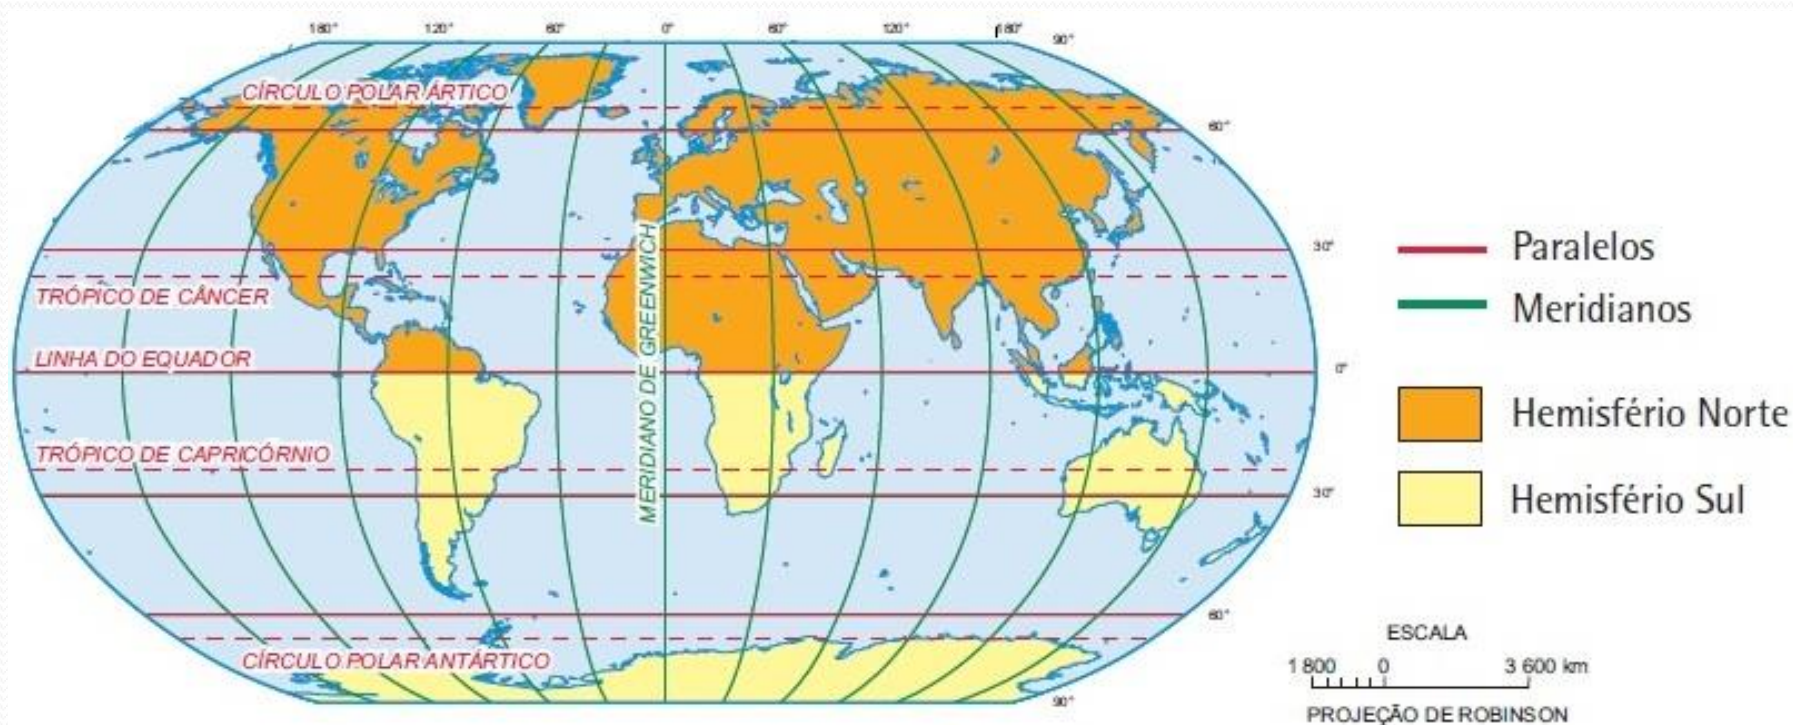 180° 120° 60° 0° 60° 120° 180°
90°
CÍRCULO POLAR ÁRTICO
60°
30°
TRÓPICO DE CÂNCER
LINHA DO EQUADOR
0°
MERIDIANO DE GREENWICH
TRÓPICO DE CAPRICÓRNIO
30°
60°
CÍRCULO POLAR ANTÁRTICO
90°
Paralelos
Meridianos
Hemisfério Norte
Hemisfério Sul
ESCALA
1 800 0 3 600 km
PROJEÇÃO DE ROBINSON